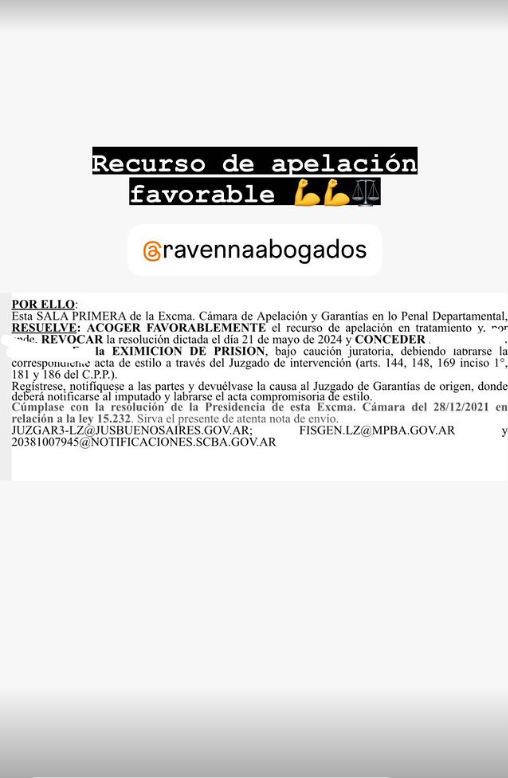 Recurso de apelación
favorable 💪💪⚖️
@ravennaabogados
POR ELLO:
Esta SALA PRIMERA de la Excma. Cámara de Apelación y Garantías en lo Penal Departamental,
RESUELVE: ACOGER FAVORABLEMENTE el recurso de apelación en tratamiento y, por
ende, REVOCAR la resolución dictada el día 21 de mayo de 2024 y CONCEDER
la EXIMICION DE PRISION, bajo caución juratoria, debiendo labrarse la
correspondiente acta de estilo a través del Juzgado de intervención (arts. 144, 148, 169 inciso 1°,
181 y 186 del C.P.P.).
Regístrese, notifíquese a las partes y devuélvase la causa al Juzgado de Garantías de origen, donde
deberá notificarse al imputado y labrarse el acta compromisoria de estilo.
Cúmplase con la resolución de la Presidencia de esta Excma. Cámara del 28/12/2021 en
relación a la ley 15.232. Sirva el presente de atenta nota de envío.
JUZGAR3-LZ@JUSBUENOSAIRES.GOV.AR; FISGEN.LZ@MPBA.GOV.AR y
20381007945@NOTIFICACIONES.SCBA.GOV.AR